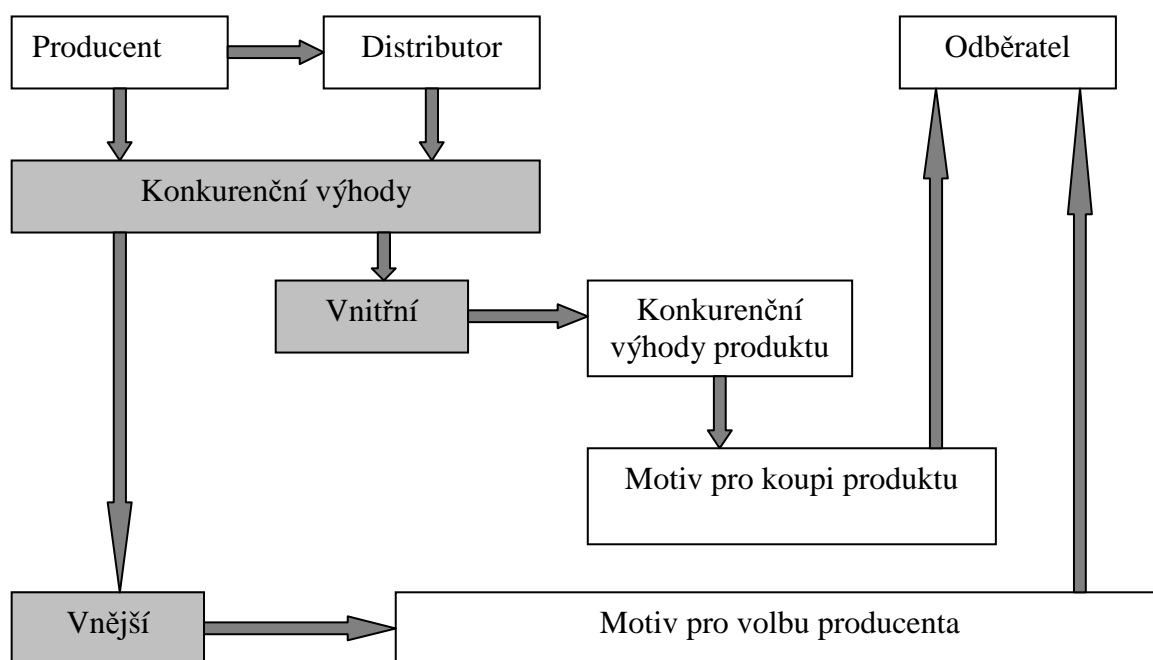 Producent
Distributor
Odběratel
Konkurenční výhody
Vnitřní
Konkurenční
výhody produktu
Motiv pro koupi produktu
Vnější
Motiv pro volbu producenta